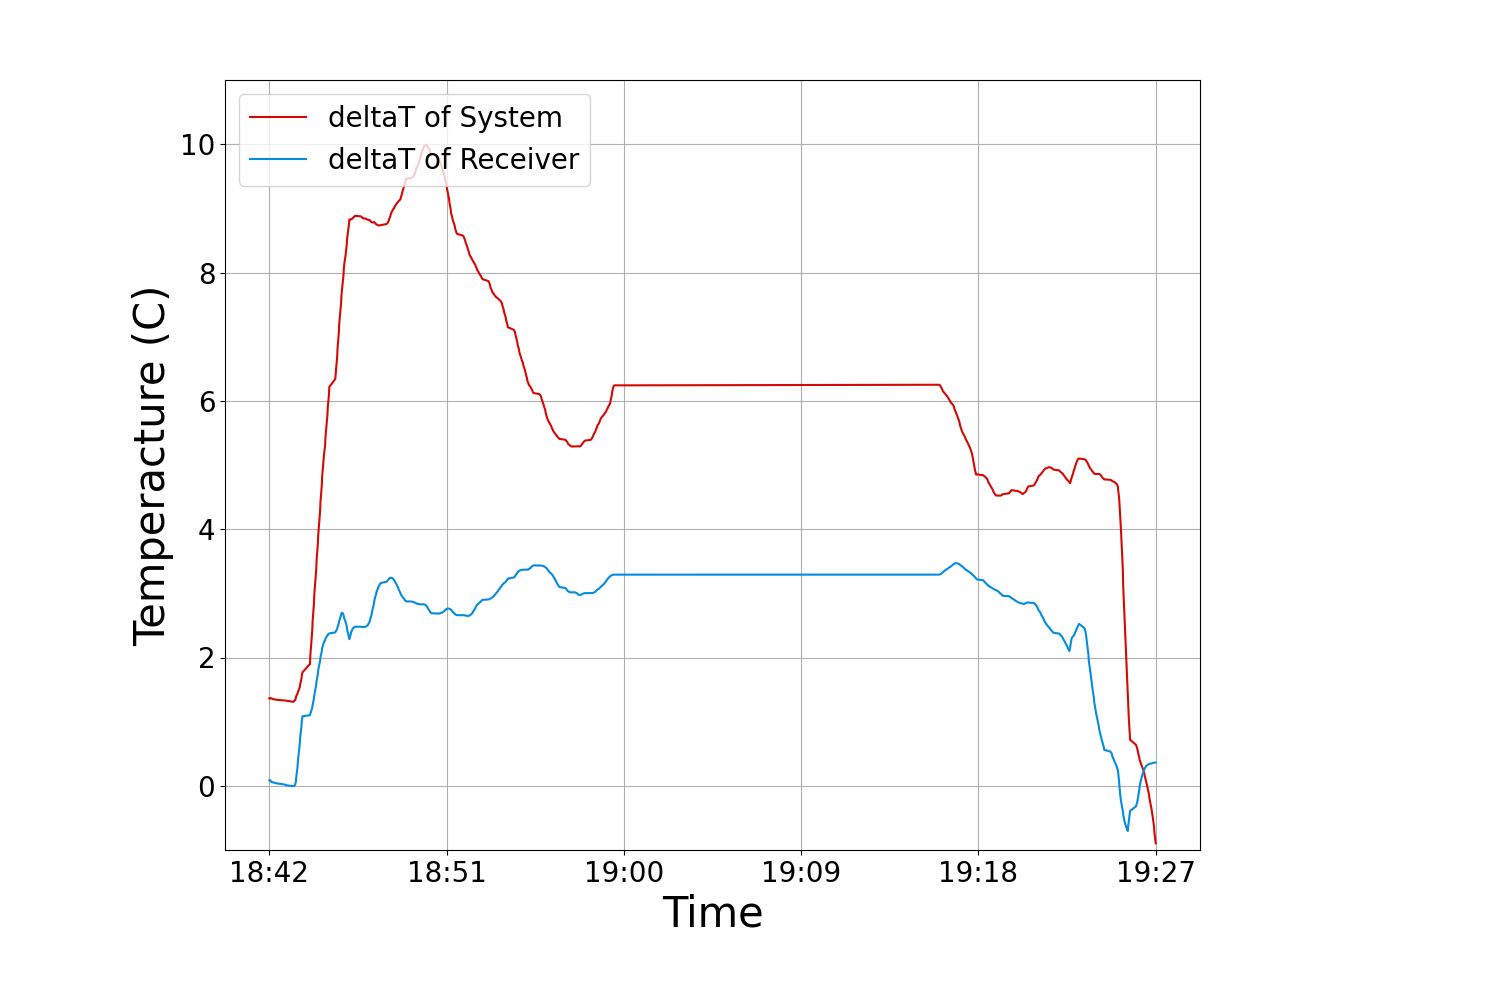 deltaT of System
deltaT of Receiver
10
8
6
4
2
0
Temperacture (C)
18:42 18:51 19:00 19:09 19:18 19:27
Time